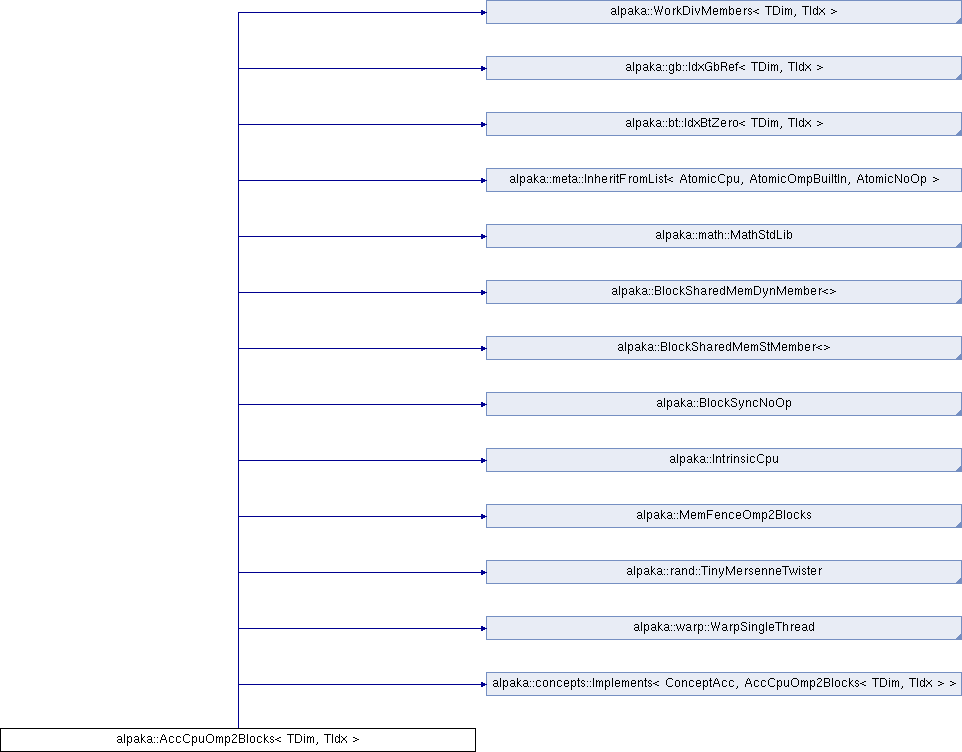 alpaka::WorkDivMembers< TDim, TIdx >
alpaka::gb::IdxGbRef< TDim, TIdx >
alpaka::bt::IdxBtZero< TDim, TIdx >
alpaka::meta::InheritFromList< AtomicCpu, AtomicOmpBuiltIn, AtomicNoOp >
alpaka::math::MathStdLib
alpaka::BlockSharedMemDynMember<>
alpaka::BlockSharedMemStMember<>
alpaka::BlockSyncNoOp
alpaka::IntrinsicCpu
alpaka::MemFenceOmp2Blocks
alpaka::rand::TinyMersenneTwister
alpaka::warp::WarpSingleThread
alpaka::concepts::Implements< ConceptAcc, AccCpuOmp2Blocks< TDim, TIdx > >
alpaka::AccCpuOmp2Blocks< TDim, TIdx >